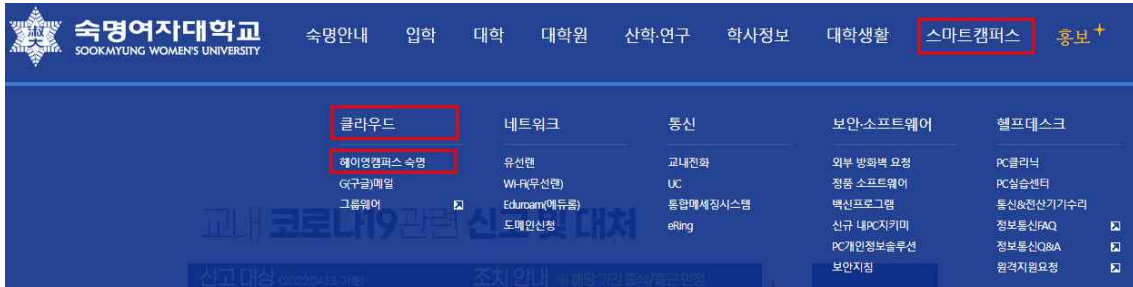 숙명여자대학교
SOOKMYUNG WOMEN'S UNIVERSITY
숙명안내 입학 대학 대학원 산학·연구 학사정보 대학생활 스마트캠퍼스 홍보+
클라우드 네트워크 통신 보안·소프트웨어 헬프데스크
헤이영캠퍼스 숙명 유선랜 교내전화 외부 방화벽 요청 PC클리닉
G(구글)메일 Wi-Fi(무선랜) UC 정품 소프트웨어 PC실습센터
그룹웨어 Eduroam(에듀롬) 통합메세징시스템 백신프로그램 통신&전산기기수리
도메인신청 eRing 신규 내PC지키미 정보통신FAQ
PC개인정보솔루션 정보통신Q&A
보안지침 원격지원요청
교내 코로나19관련 신고 및 대처
신고 대상 조치 안내